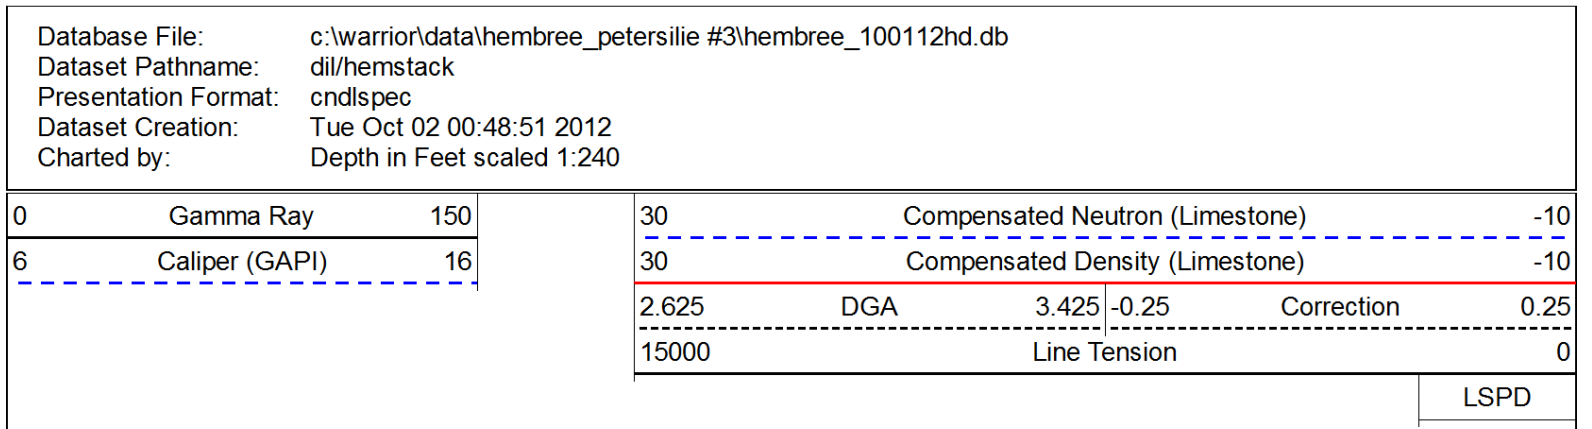 Database File: c:\warrior\data\hembree_petersilie #3\hembree_100112hd.db
Dataset Pathname: dil/hemstack
Presentation Format: cndlspec
Dataset Creation: Tue Oct 02 00:48:51 2012
Charted by: Depth in Feet scaled 1:240
0 Gamma Ray 150 30 Compensated Neutron (Limestone) -10
6 Caliper (GAPI) 16 30 Compensated Density (Limestone) -10
2.625 DGA 3.425 -0.25 Correction 0.25
15000 Line Tension 0
LSPD